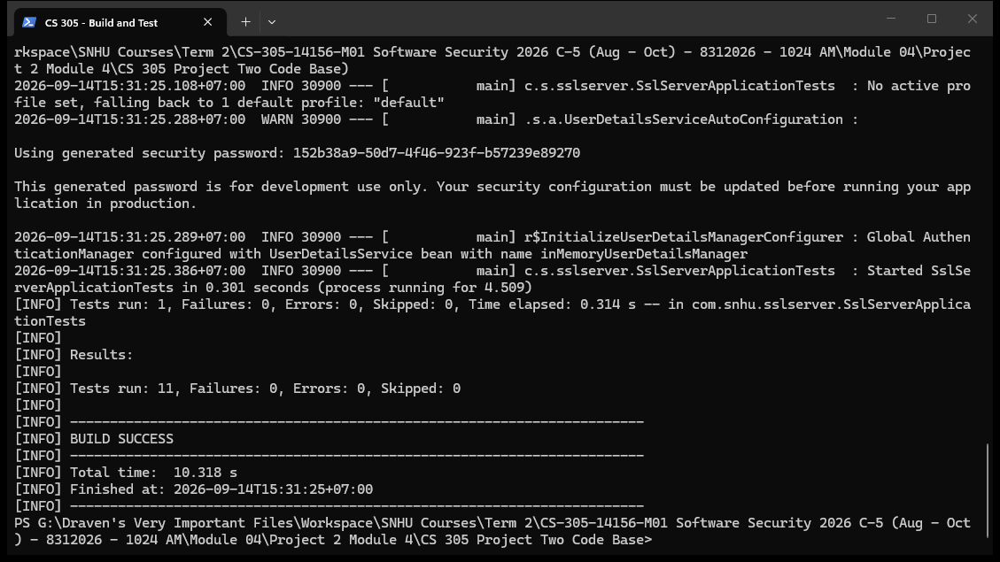 CS 305 - Build and Test
rkspace\SNHU Courses\Term 2\CS-305-14156-M01 Software Security 2026 C-5 (Aug - Oct) - 8312026 - 1024 AM\Module 04\Projec
t 2 Module 4\CS 305 Project Two Code Base)
2026-09-14T15:31:25.108+07:00  INFO 30900 --- [           main] c.s.sslserver.SslServerApplicationTests  : No active pro
file set, falling back to 1 default profile: "default"
2026-09-14T15:31:25.288+07:00  WARN 30900 --- [           main] .s.a.UserDetailsServiceAutoConfiguration :

Using generated security password: 152b38a9-50d7-4f46-923f-b57239e89270

This generated password is for development use only. Your security configuration must be updated before running your app
lication in production.

2026-09-14T15:31:25.289+07:00  INFO 30900 --- [           main] r$InitializeUserDetailsManagerConfigurer : Global Authen
ticationManager configured with UserDetailsService bean with name inMemoryUserDetailsManager
2026-09-14T15:31:25.386+07:00  INFO 30900 --- [           main] c.s.sslserver.SslServerApplicationTests  : Started SslSe
rverApplicationTests in 0.301 seconds (process running for 4.509)
[INFO] Tests run: 1, Failures: 0, Errors: 0, Skipped: 0, Time elapsed: 0.314 s -- in com.snhu.sslserver.SslServerApplica
tionTests
[INFO]
[INFO] Results:
[INFO]
[INFO] Tests run: 11, Failures: 0, Errors: 0, Skipped: 0
[INFO]
[INFO] ------------------------------------------------------------------------
[INFO] BUILD SUCCESS
[INFO] ------------------------------------------------------------------------
[INFO] Total time:  10.318 s
[INFO] Finished at: 2026-09-14T15:31:25+07:00
[INFO] ------------------------------------------------------------------------
PS G:\Draven's Very Important Files\Workspace\SNHU Courses\Term 2\CS-305-14156-M01 Software Security 2026 C-5 (Aug - Oct
) - 8312026 - 1024 AM\Module 04\Project 2 Module 4\CS 305 Project Two Code Base>